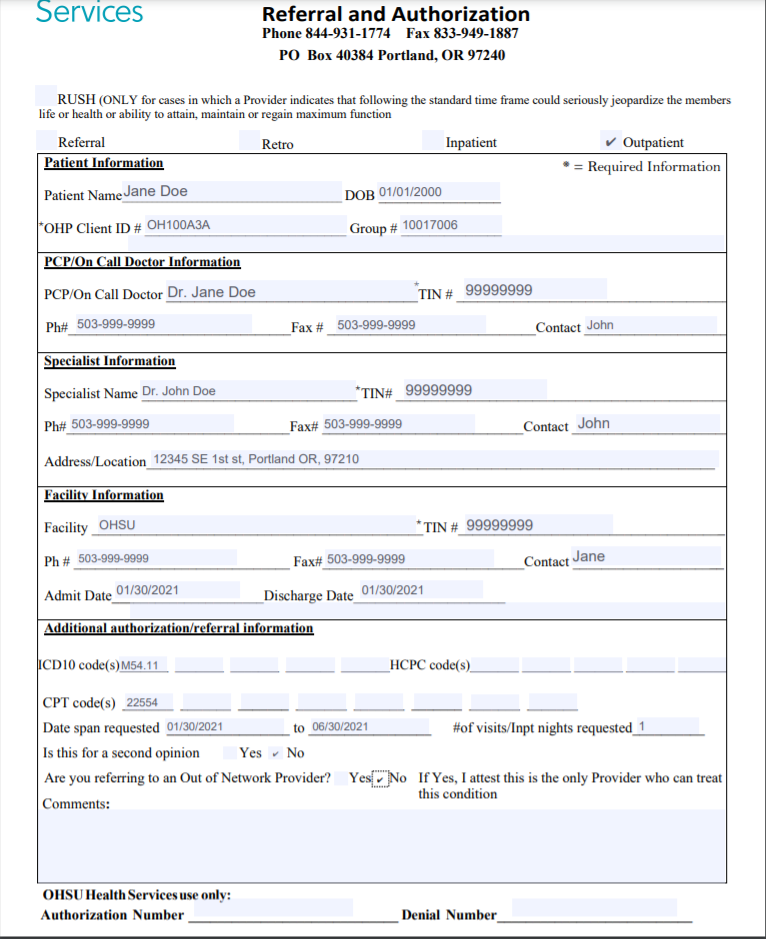 Services
Referral and Authorization
Phone 844-931-1774 Fax 833-949-1887
PO Box 40384 Portland, OR 97240
RUSH (ONLY for cases in which a Provider indicates that following the standard time frame could seriously jeopardize the members
life or health or ability to attain, maintain or regain maximum function
Referral Retro Inpatient ✔ Outpatient
Patient Information * = Required Information
Patient Name Jane Doe DOB 01/01/2000
*OHP Client ID # OH100A3A Group # 10017006
PCP/On Call Doctor Information
PCP/On Call Doctor Dr. Jane Doe *TIN # 99999999
Ph# 503-999-9999 Fax # 503-999-9999 Contact John
Specialist Information
Specialist Name Dr. John Doe *TIN# 99999999
Ph# 503-999-9999 Fax# 503-999-9999 Contact John
Address/Location 12345 SE 1st st, Portland OR, 97210
Facility Information
Facility OHSU *TIN # 99999999
Ph # 503-999-9999 Fax# 503-999-9999 Contact Jane
Admit Date 01/30/2021 Discharge Date 01/30/2021
Additional authorization/referral information
ICD10 code(s) M54.11 HCPC code(s)
CPT code(s) 22554
Date span requested 01/30/2021 to 06/30/2021 #of visits/Inpt nights requested 1
Is this for a second opinion Yes ✔ No
Are you referring to an Out of Network Provider? Yes ✔ No If Yes, I attest this is the only Provider who can treat
this condition
Comments:
OHSU Health Services use only:
Authorization Number Denial Number